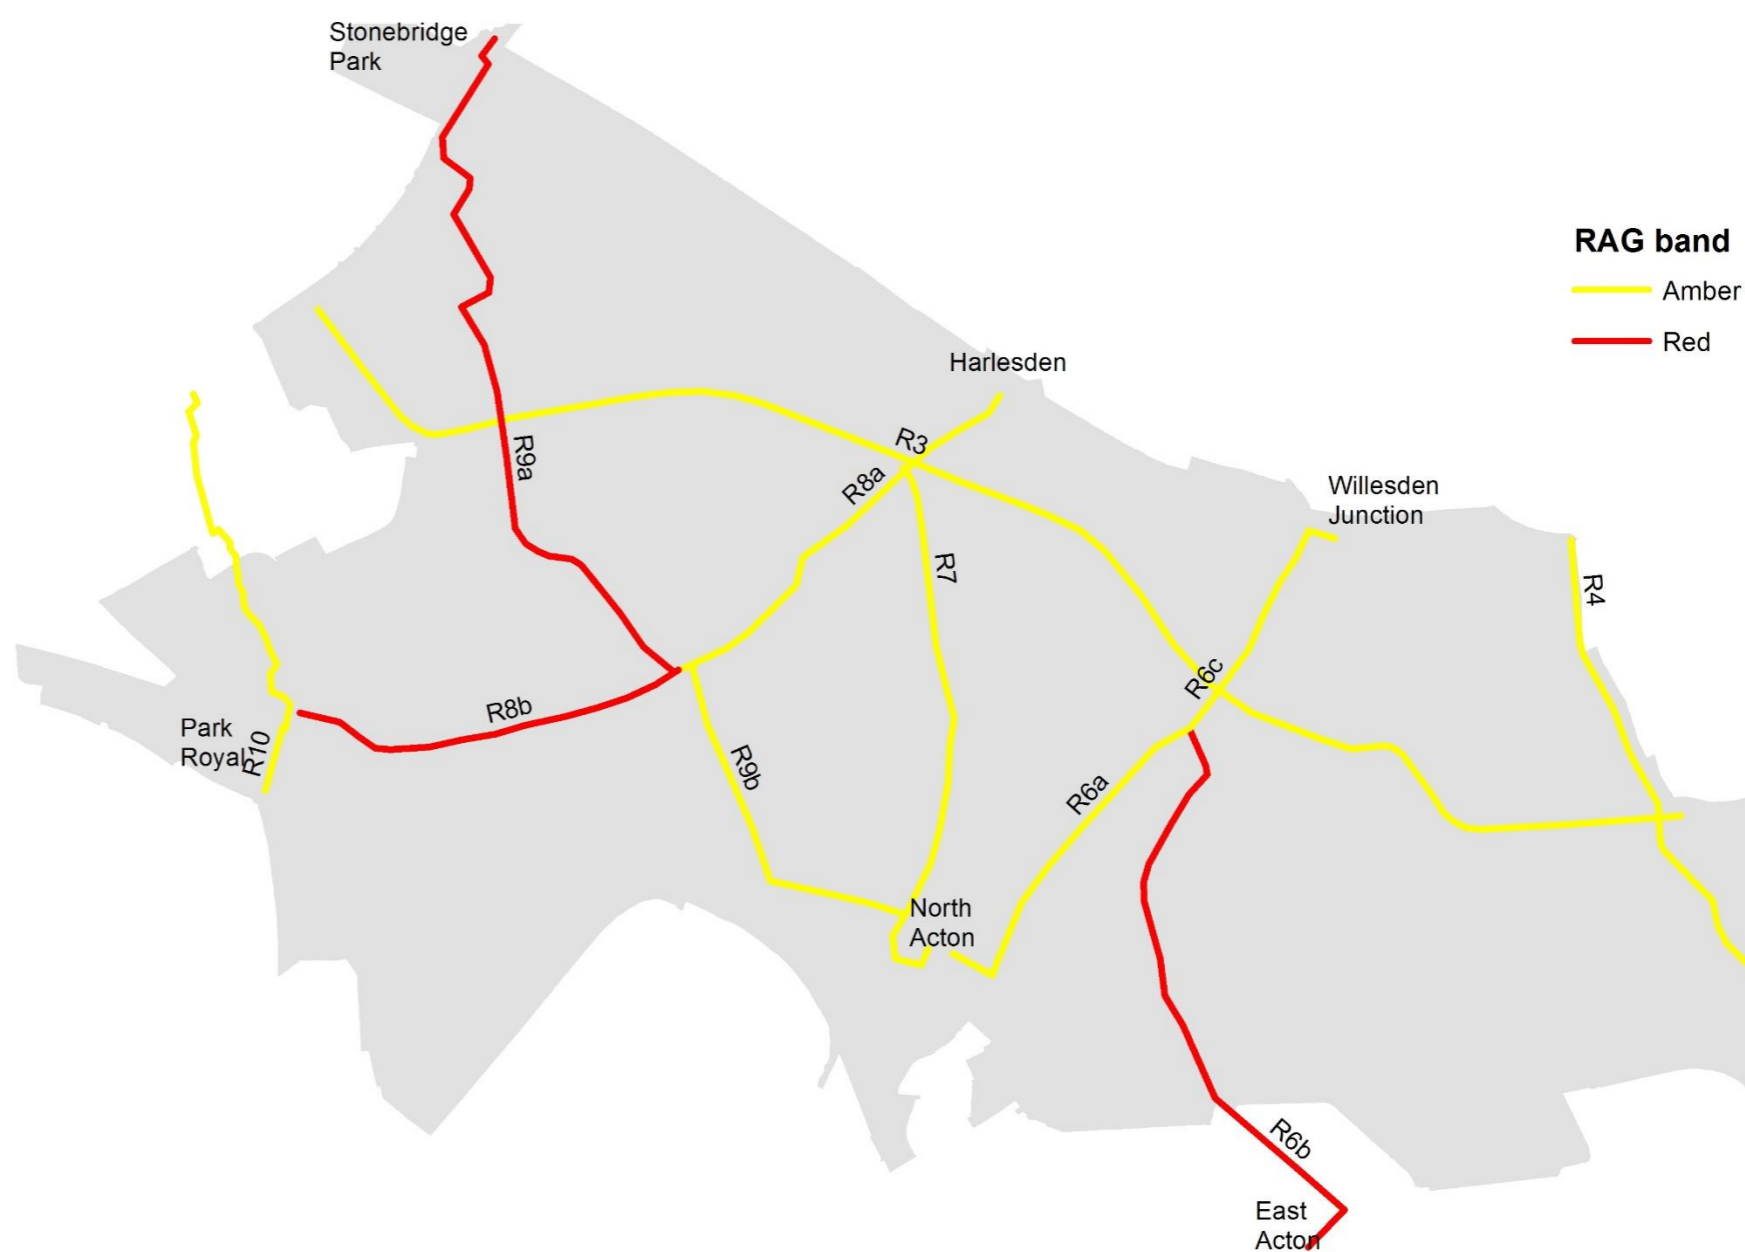 Stonebridge
Park
RAG band
Amber
Red
Harlesden
R3
R9a
R8a
Willesden
Junction
R7
R4
R6c
R8b
Park
Royal
R10
R9b
R6a
North
Acton
R6b
East
Acton